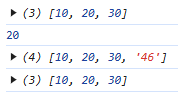 ▶ (3) [10, 20, 30]
20
▶ (4) [10, 20, 30, '46']
▶ (3) [10, 20, 30]